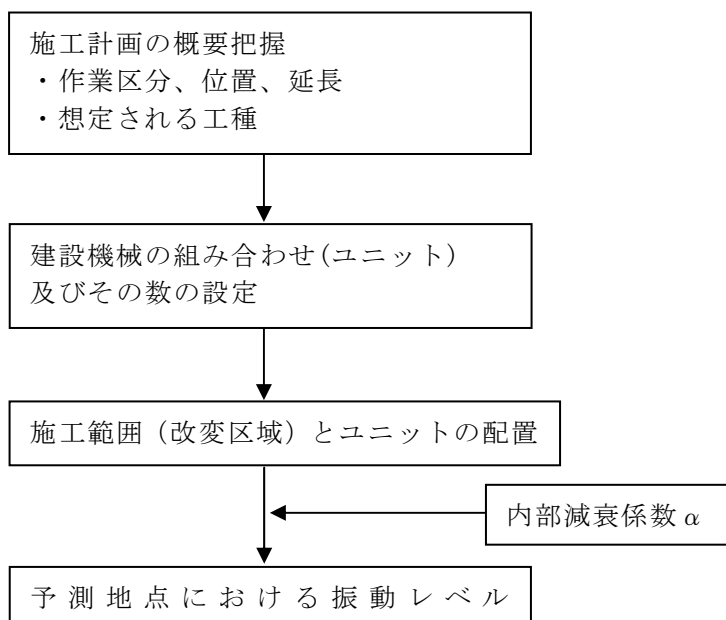 施工計画の概要把握
・作業区分、位置、延長
・想定される工種
建設機械の組み合わせ(ユニット)
及びその数の設定
施工範囲（改変区域）とユニットの配置
内部減衰係数α
予測地点における振動レベル